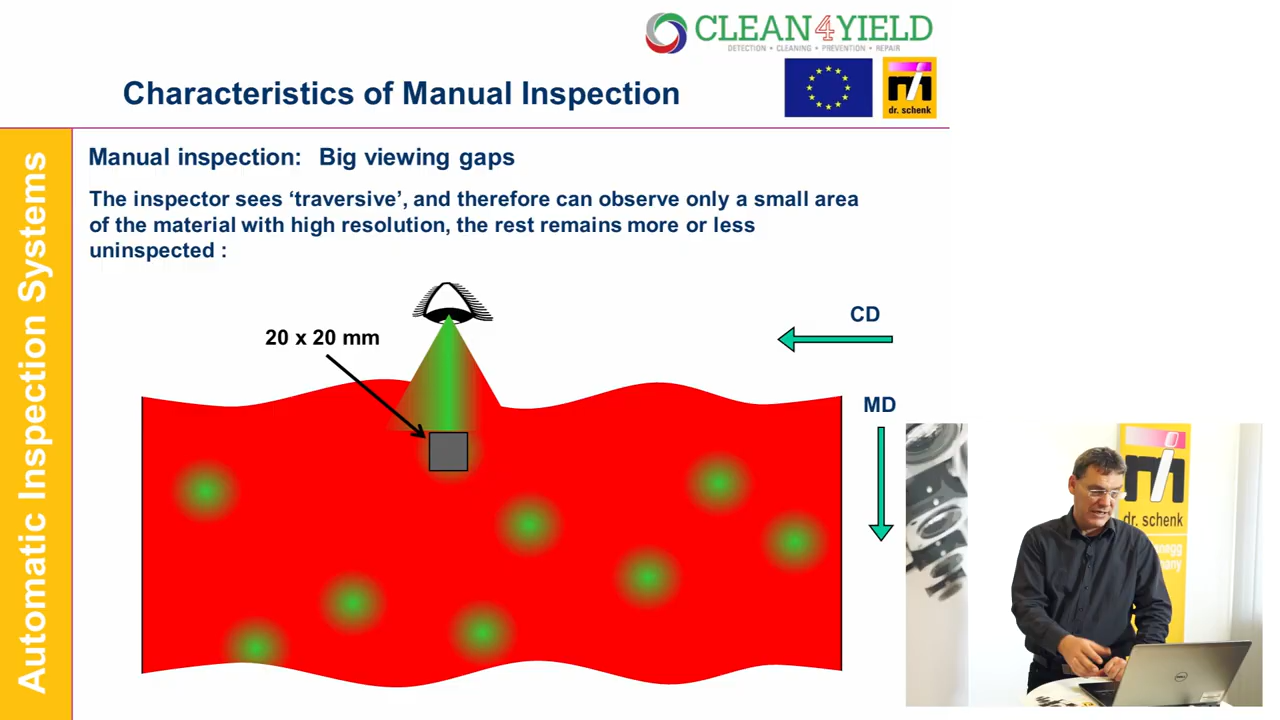 CLEAN4YIELD
DETECTION • CLEANING • PREVENTION • REPAIR
Characteristics of Manual Inspection
dr. schenk
Automatic Inspection Systems
Manual inspection: Big viewing gaps
The inspector sees ‘traversive’, and therefore can observe only a small area
of the material with high resolution, the rest remains more or less
uninspected :
20 x 20 mm
CD
MD
dr. schenk
DELL